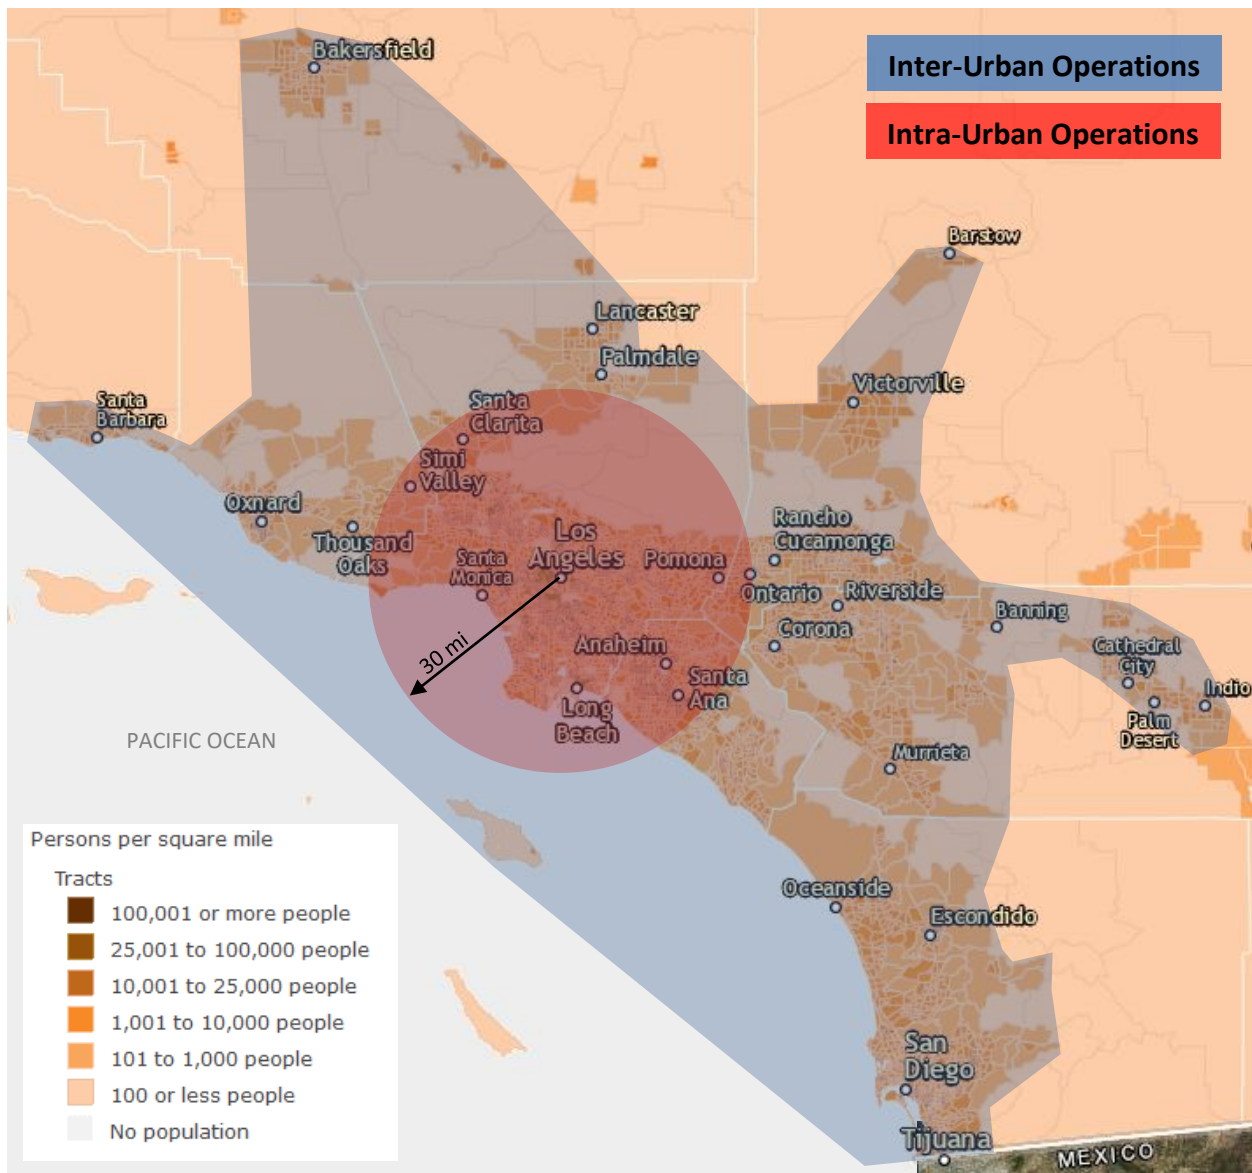 Bakersfield
Inter-Urban Operations
Intra-Urban Operations
Barstow
Lancaster
Palmdale
Victorville
Santa
Barbara
Santa
Clarita
Simi
Valley
Oxnard
Thousand
Oaks
Los
Angeles
Santa
Monica
Pomona
Rancho
Cucamonga
Ontario
Riverside
Corona
Banning
Cathedral
City
Indio
Palm
Desert
30 mi
Anaheim
Santa
Ana
Long
Beach
PACIFIC OCEAN
Murrieta
Oceanside
Escondido
San
Diego
Tijuana
MEXICO
Persons per square mile
Tracts
100,001 or more people
25,001 to 100,000 people
10,001 to 25,000 people
1,001 to 10,000 people
101 to 1,000 people
100 or less people
No population